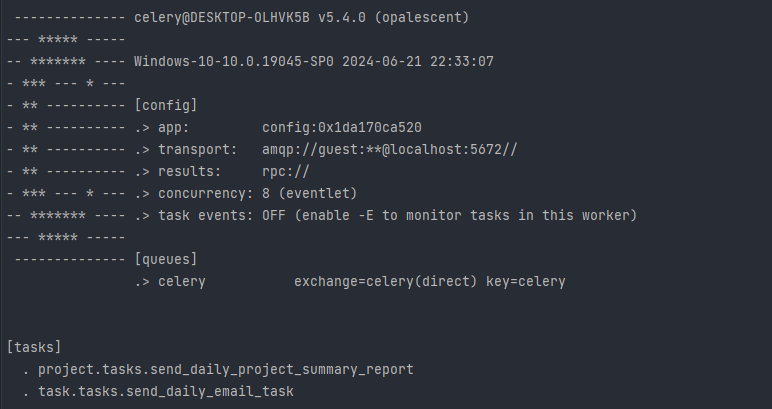 -------------- celery@DESKTOP-OLHVK5B v5.4.0 (opalescent)
--- ***** -----
-- ******* ---- Windows-10-10.0.19045-SP0 2024-06-21 22:33:07
- *** --- * ---
- ** ---------- [config]
- ** ---------- .> app:         config:0x1da170ca520
- ** ---------- .> transport:   amqp://guest:**@localhost:5672//
- ** ---------- .> results:     rpc://
- *** --- * --- .> concurrency: 8 (eventlet)
-- ******* ---- .> task events: OFF (enable -E to monitor tasks in this worker)
--- ***** -----
 -------------- [queues]
                .> celery           exchange=celery(direct) key=celery
[tasks]
  . project.tasks.send_daily_project_summary_report
  . task.tasks.send_daily_email_task